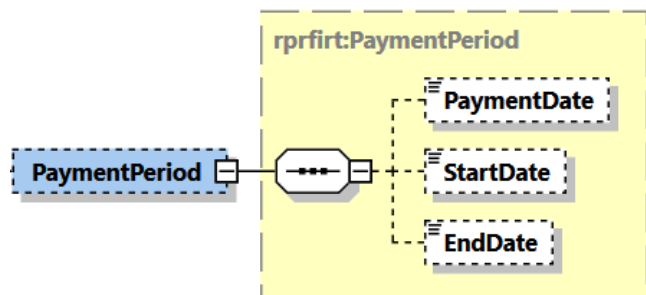 rprfirt:PaymentPeriod
PaymentDate
PaymentPeriod
StartDate
EndDate